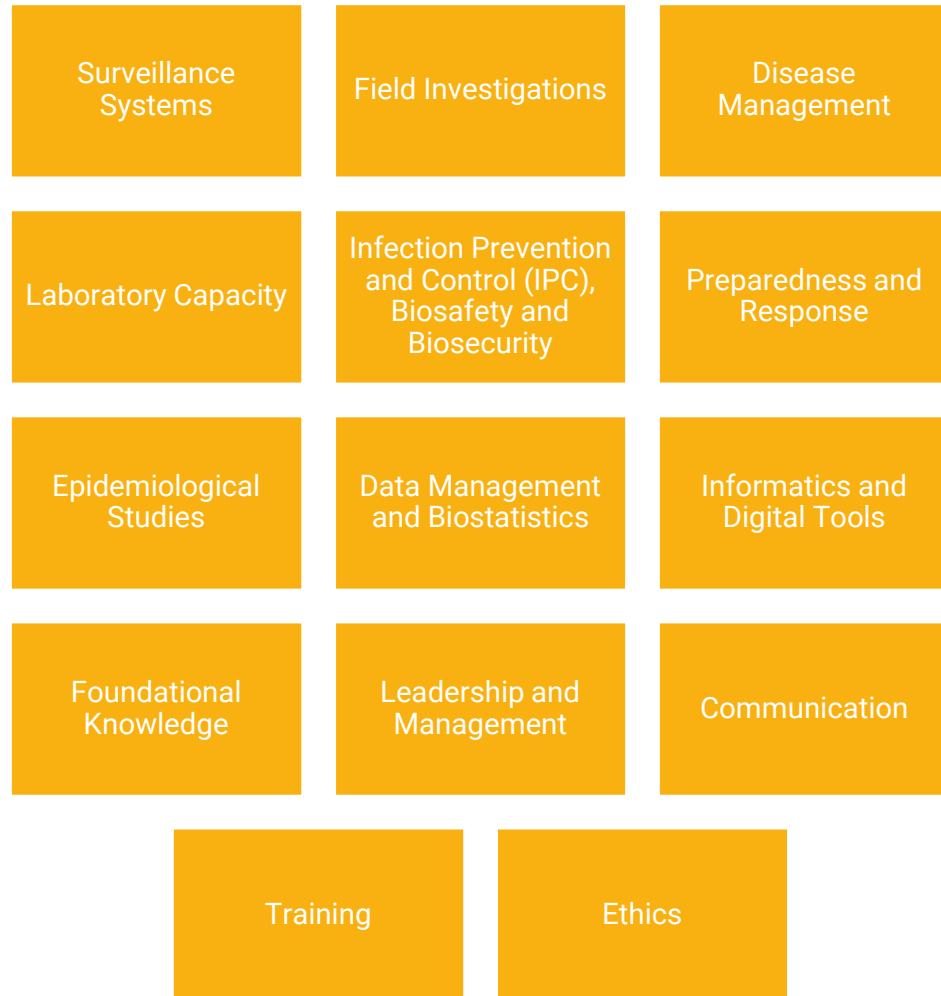 Surveillance
Systems
Field Investigations
Disease
Management
Laboratory Capacity
Infection Prevention
and Control (IPC),
Biosafety and
Biosecurity
Preparedness and
Response
Epidemiological
Studies
Data Management
and Biostatistics
Informatics and
Digital Tools
Foundational
Knowledge
Leadership and
Management
Communication
Training
Ethics